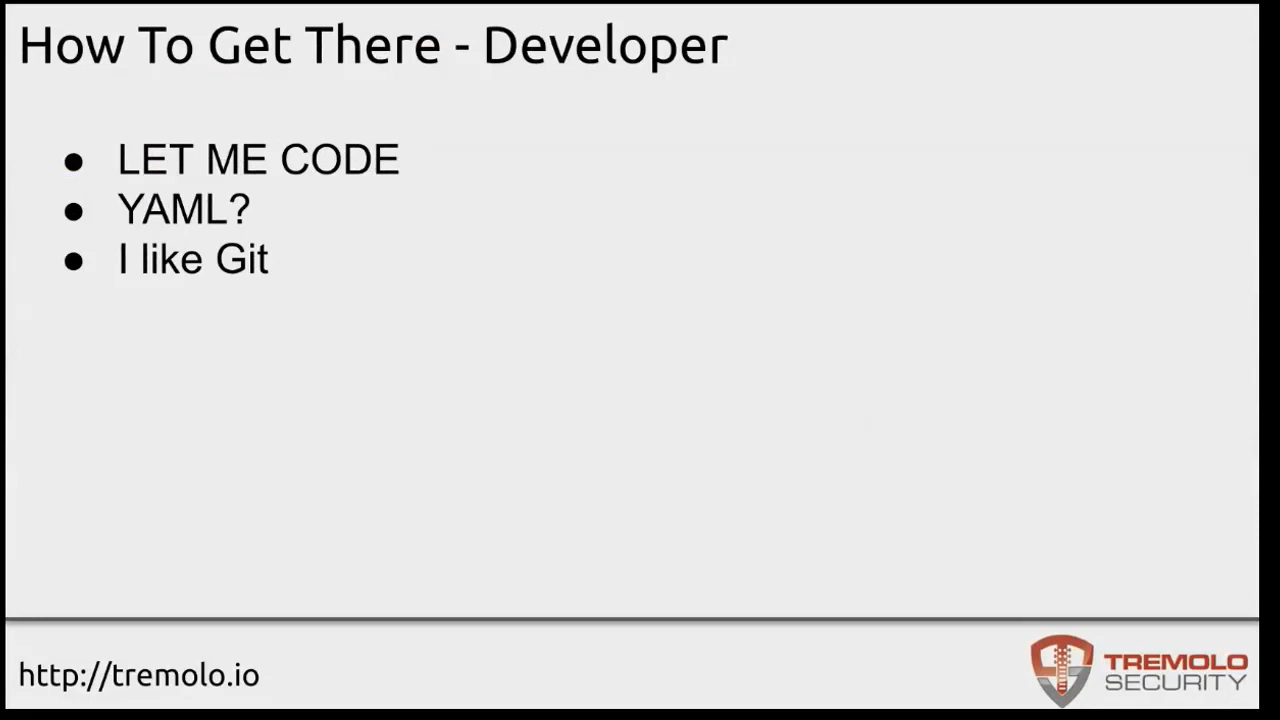 How To Get There - Developer
● LET ME CODE
● YAML?
● I like Git
http://tremolo.io
TREMOLO
SECURITY